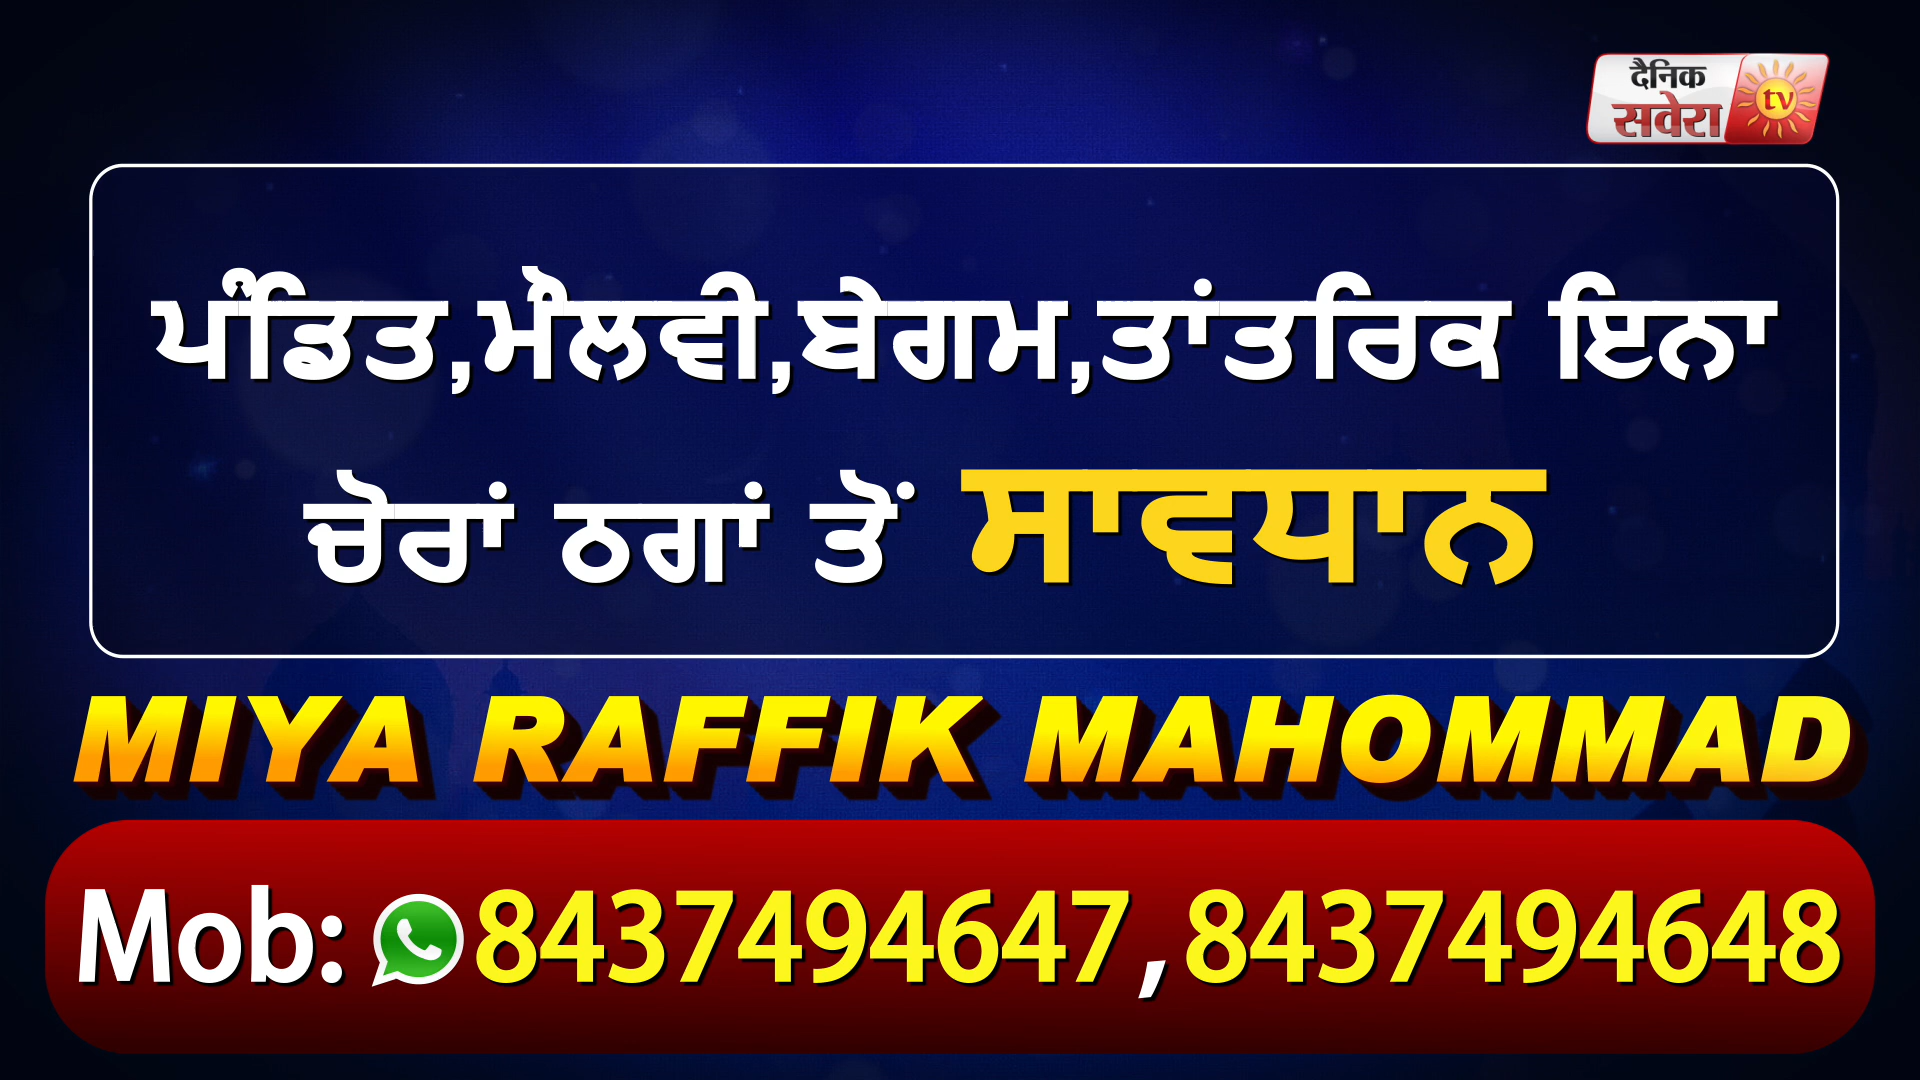 दैनिक
सवेरा tv
ਪੰਡਿਤ,ਮੌਲਵੀ,ਬੇਗਮ,ਤਾਂਤਰਿਕ ਇਨਾ
ਚੋਰਾਂ ਠਗਾਂ ਤੋਂ ਸਾਵਧਾਨ
MIYA RAFFIK MAHOMMAD
Mob: 8437494647, 8437494648